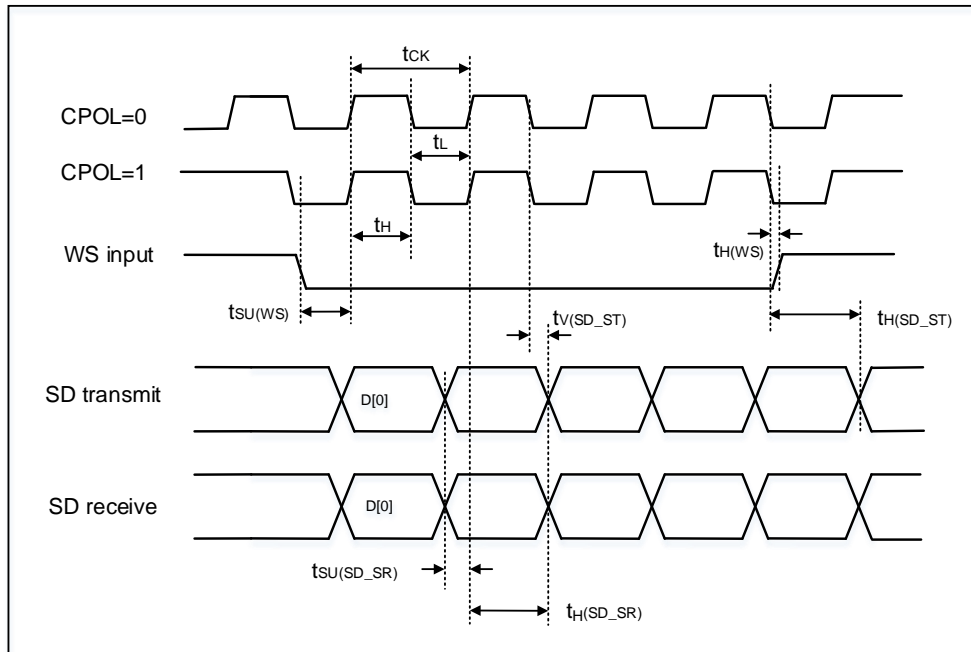 tCK
CPOL=0
tL
CPOL=1
tH
WS input
tH(WS)
tSU(WS)
tV(SD_ST)
tH(SD_ST)
SD transmit
D[0]
SD receive
D[0]
tSU(SD_SR)
tH(SD_SR)